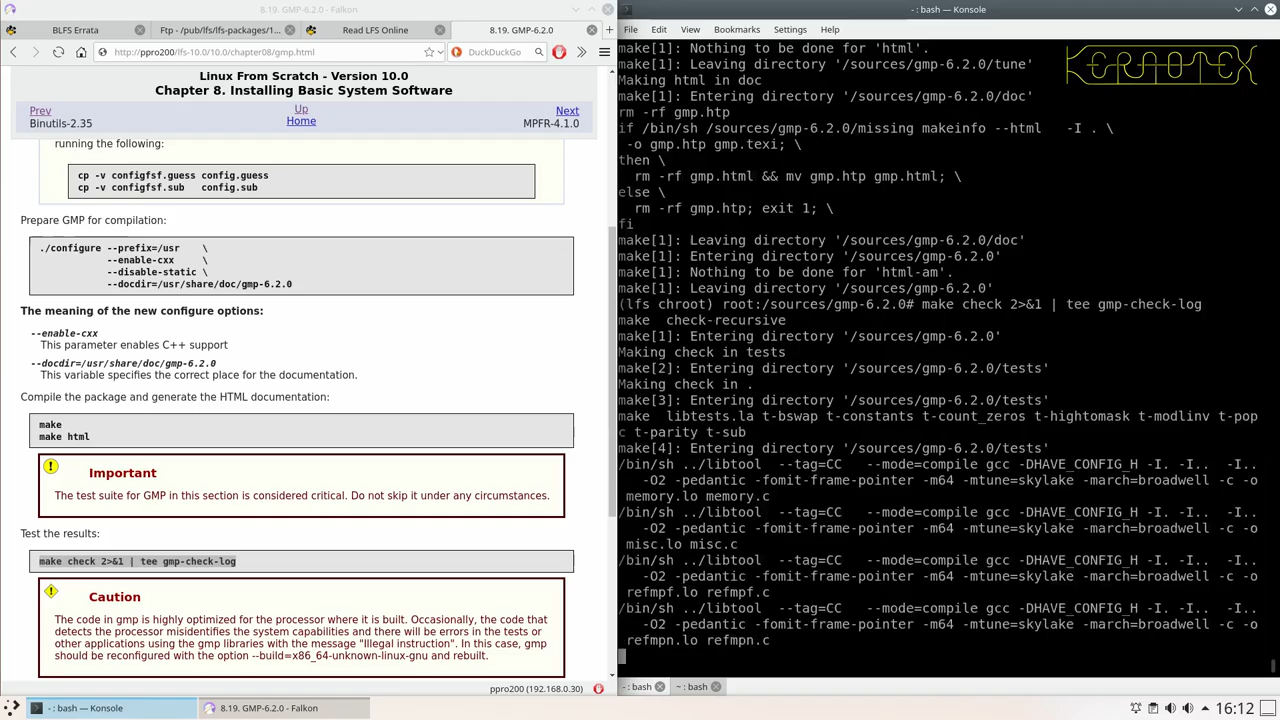 8.19. GMP-6.2.0 - Falkon
BLFS Errata
Ftp - /pub/lfs/lfs-packages/1...
Read LFS Online
8.19. GMP-6.2.0
http://ppro200/lfs-10.0/10.0/chapter08/gmp.html
DuckDuckGo
Linux From Scratch - Version 10.0
Chapter 8. Installing Basic System Software
Prev
Up
Next
Binutils-2.35
Home
MPFR-4.1.0
running the following:
cp -v configfsf.guess config.guess
cp -v configfsf.sub   config.sub
Prepare GMP for compilation:
./configure --prefix=/usr    \
--enable-cxx     \
--disable-static \
--docdir=/usr/share/doc/gmp-6.2.0
The meaning of the new configure options:
--enable-cxx
This parameter enables C++ support
--docdir=/usr/share/doc/gmp-6.2.0
This variable specifies the correct place for the documentation.
Compile the package and generate the HTML documentation:
make
make html
Important
The test suite for GMP in this section is considered critical. Do not skip it under any circumstances.
Test the results:
make check 2>&1 | tee gmp-check-log
Caution
The code in gmp is highly optimized for the processor where it is built. Occasionally, the code that
detects the processor misidentifies the system capabilities and there will be errors in the tests or
other applications using the gmp libraries with the message "Illegal instruction". In this case, gmp
should be reconfigured with the option --build=x86_64-unknown-linux-gnu and rebuilt.
ppro200 (192.168.0.30)
- : bash — Konsole
File Edit View Bookmarks Settings Help
KERNOTEX
make[1]: Nothing to be done for 'html'.
make[1]: Leaving directory '/sources/gmp-6.2.0/tune'
Making html in doc
make[1]: Entering directory '/sources/gmp-6.2.0/doc'
rm -rf gmp.htp
if /bin/sh /sources/gmp-6.2.0/missing makeinfo --html   -I . \
-o gmp.htp gmp.texi; \
then \
rm -rf gmp.html && mv gmp.htp gmp.html; \
else \
rm -rf gmp.htp; exit 1; \
fi
make[1]: Leaving directory '/sources/gmp-6.2.0/doc'
make[1]: Entering directory '/sources/gmp-6.2.0'
make[1]: Nothing to be done for 'html-am'.
make[1]: Leaving directory '/sources/gmp-6.2.0'
(lfs chroot) root:/sources/gmp-6.2.0# make check 2>&1 | tee gmp-check-log
make  check-recursive
make[1]: Entering directory '/sources/gmp-6.2.0'
Making check in tests
make[2]: Entering directory '/sources/gmp-6.2.0/tests'
Making check in .
make[3]: Entering directory '/sources/gmp-6.2.0/tests'
make  libtests.la t-bswap t-constants t-count_zeros t-hightomask t-modlinv t-pop
c t-parity t-sub
make[4]: Entering directory '/sources/gmp-6.2.0/tests'
/bin/sh ../libtool  --tag=CC   --mode=compile gcc -DHAVE_CONFIG_H -I. -I..  -I..
-O2 -pedantic -fomit-frame-pointer -m64 -mtune=skylake -march=broadwell -c -o
memory.lo memory.c
/bin/sh ../libtool  --tag=CC   --mode=compile gcc -DHAVE_CONFIG_H -I. -I..  -I..
-O2 -pedantic -fomit-frame-pointer -m64 -mtune=skylake -march=broadwell -c -o
misc.lo misc.c
/bin/sh ../libtool  --tag=CC   --mode=compile gcc -DHAVE_CONFIG_H -I. -I..  -I..
-O2 -pedantic -fomit-frame-pointer -m64 -mtune=skylake -march=broadwell -c -o
refmpf.lo refmpf.c
/bin/sh ../libtool  --tag=CC   --mode=compile gcc -DHAVE_CONFIG_H -I. -I..  -I..
-O2 -pedantic -fomit-frame-pointer -m64 -mtune=skylake -march=broadwell -c -o
refmpn.lo refmpn.c
- : bash
~ : bash
- : bash — Konsole
8.19. GMP-6.2.0 - Falkon
16:12